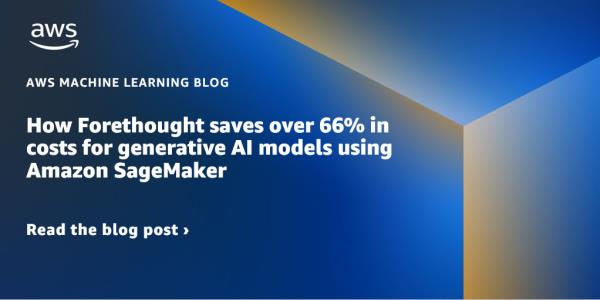 aws
AWS MACHINE LEARNING BLOG
How Forethought saves over 66% in
costs for generative AI models using
Amazon SageMaker
Read the blog post ›